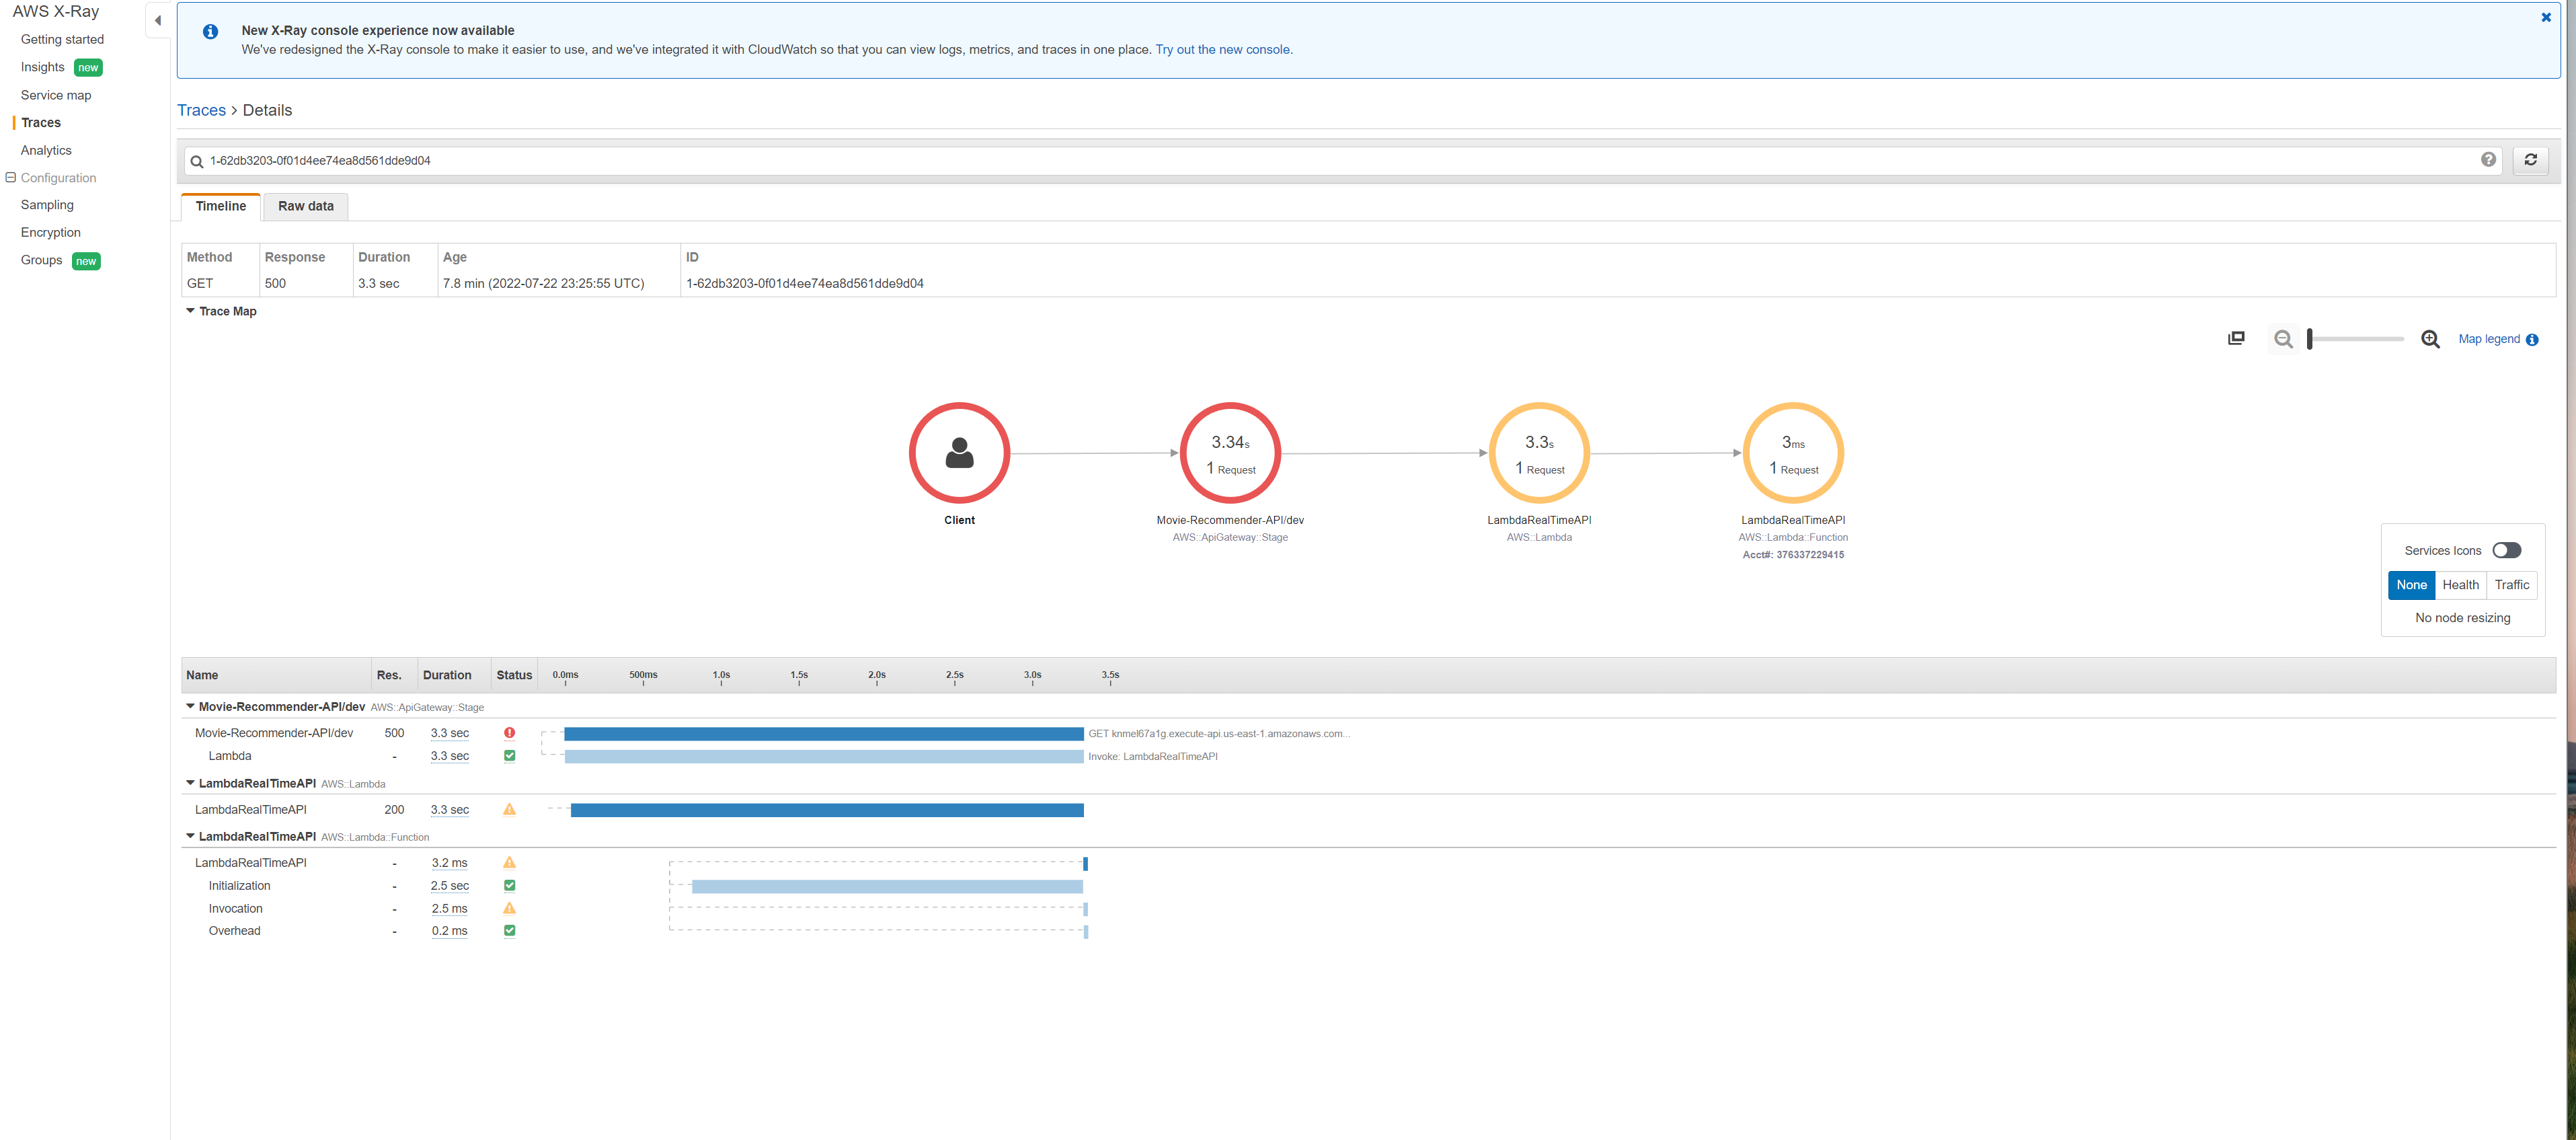 AWS X-Ray
Getting started
Insights new
Service map
Traces
Analytics
Configuration
Sampling
Encryption
Groups new
New X-Ray console experience now available
We've redesigned the X-Ray console to make it easier to use, and we've integrated it with CloudWatch so that you can view logs, metrics, and traces in one place. Try out the new console.
Traces > Details
1-62db3203-0f01d4ee74ea8d561dde9d04
Timeline Raw data
Method Response Duration Age ID
GET 500 3.3 sec 7.8 min (2022-07-22 23:25:55 UTC) 1-62db3203-0f01d4ee74ea8d561dde9d04
Trace Map
Map legend
3.34s 3.3s 3ms
1 Request 1 Request 1 Request
Client Movie-Recommender-API/dev LambdaRealTimeAPI LambdaRealTimeAPI
AWS::ApiGateway::Stage AWS::Lambda AWS::Lambda::Function
Acct#: 376337229415
Services Icons
None Health Traffic
No node resizing
Name Res. Duration Status 0.0ms 500ms 1.0s 1.5s 2.0s 2.5s 3.0s 3.5s
Movie-Recommender-API/dev AWS::ApiGateway::Stage
Movie-Recommender-API/dev 500 3.3 sec GET knmel67a1g.execute-api.us-east-1.amazonaws.com...
Lambda - 3.3 sec Invoke: LambdaRealTimeAPI
LambdaRealTimeAPI AWS::Lambda
LambdaRealTimeAPI 200 3.3 sec
LambdaRealTimeAPI AWS::Lambda::Function
LambdaRealTimeAPI - 3.2 ms
Initialization - 2.5 sec
Invocation - 2.5 ms
Overhead - 0.2 ms